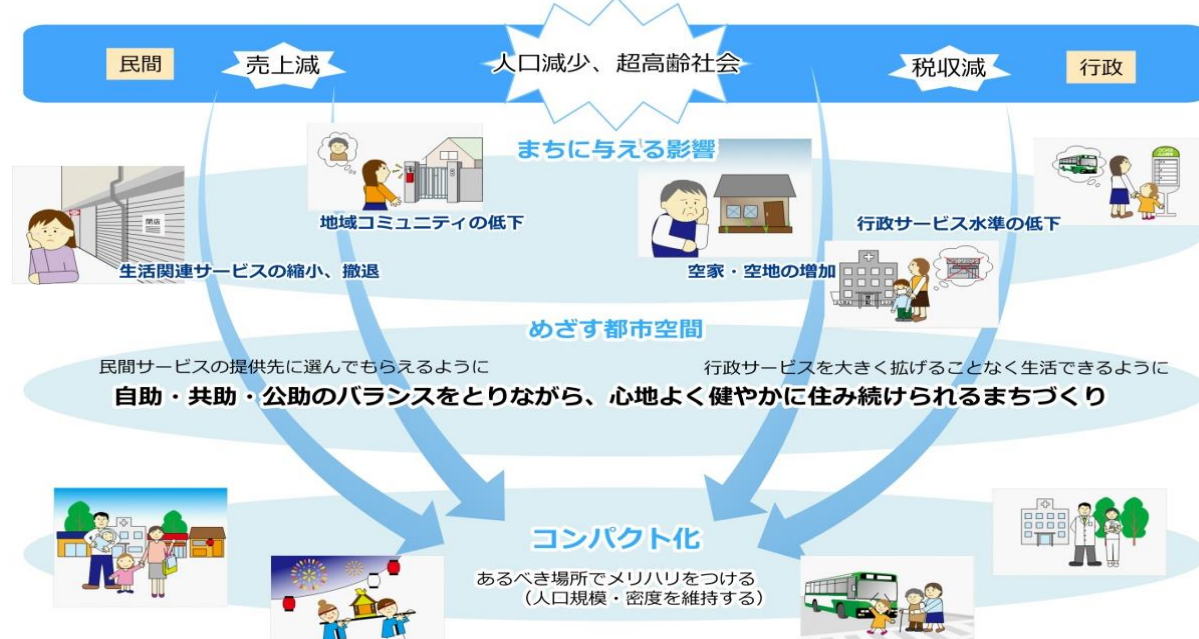 民間
売上減
人口減少、超高齢社会
税収減
行政
まちに与える影響
閉店
地域コミュニティの低下
行政サービス水準の低下
生活関連サービスの縮小、撤退
空家・空地の増加
めざす都市空間
民間サービスの提供先に選んでもらえるように
行政サービスを大きく拡げることなく生活できるように
自助・共助・公助のバランスをとりながら、心地よく健やかに住み続けられるまちづくり
コンパクト化
あるべき場所でメリハリをつける
（人口規模・密度を維持する）